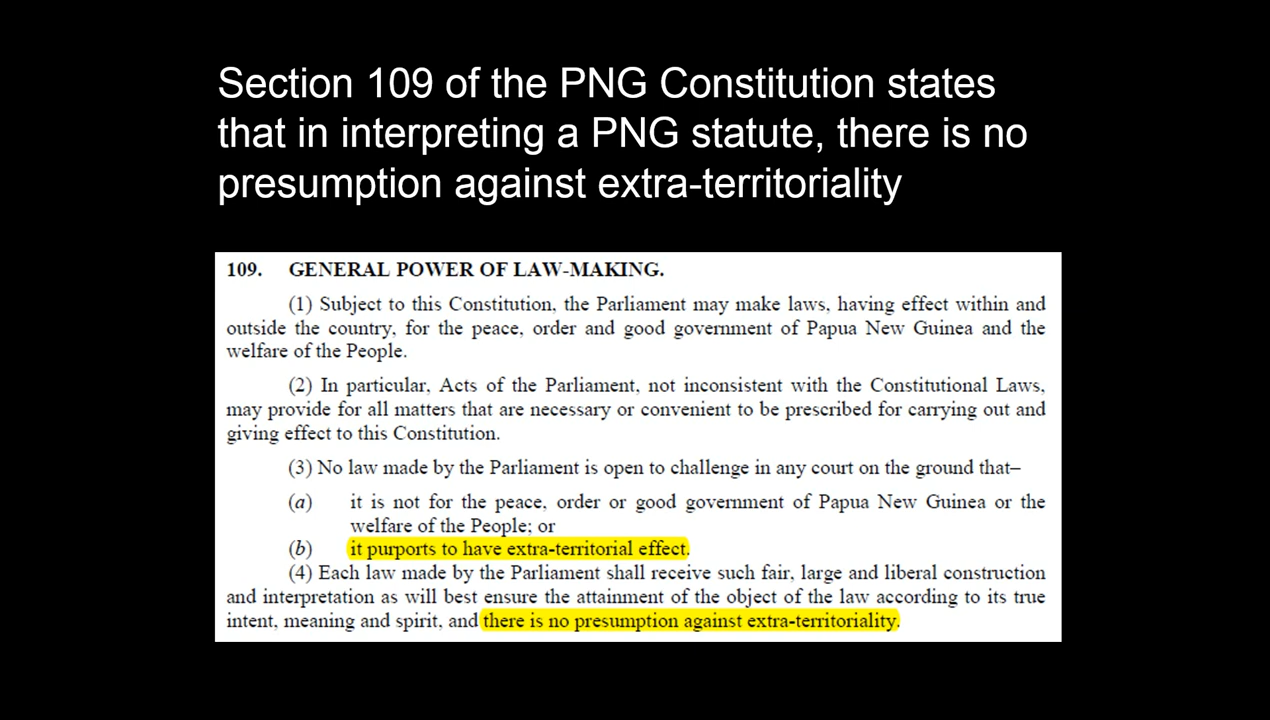 Section 109 of the PNG Constitution states
that in interpreting a PNG statute, there is no
presumption against extra-territoriality
109. GENERAL POWER OF LAW-MAKING.
(1) Subject to this Constitution, the Parliament may make laws, having effect within and
outside the country, for the peace, order and good government of Papua New Guinea and the
welfare of the People.
(2) In particular, Acts of the Parliament, not inconsistent with the Constitutional Laws,
may provide for all matters that are necessary or convenient to be prescribed for carrying out and
giving effect to this Constitution.
(3) No law made by the Parliament is open to challenge in any court on the ground that–
(a) it is not for the peace, order or good government of Papua New Guinea or the
welfare of the People; or
(b) it purports to have extra-territorial effect.
(4) Each law made by the Parliament shall receive such fair, large and liberal construction
and interpretation as will best ensure the attainment of the object of the law according to its true
intent, meaning and spirit, and there is no presumption against extra-territoriality.